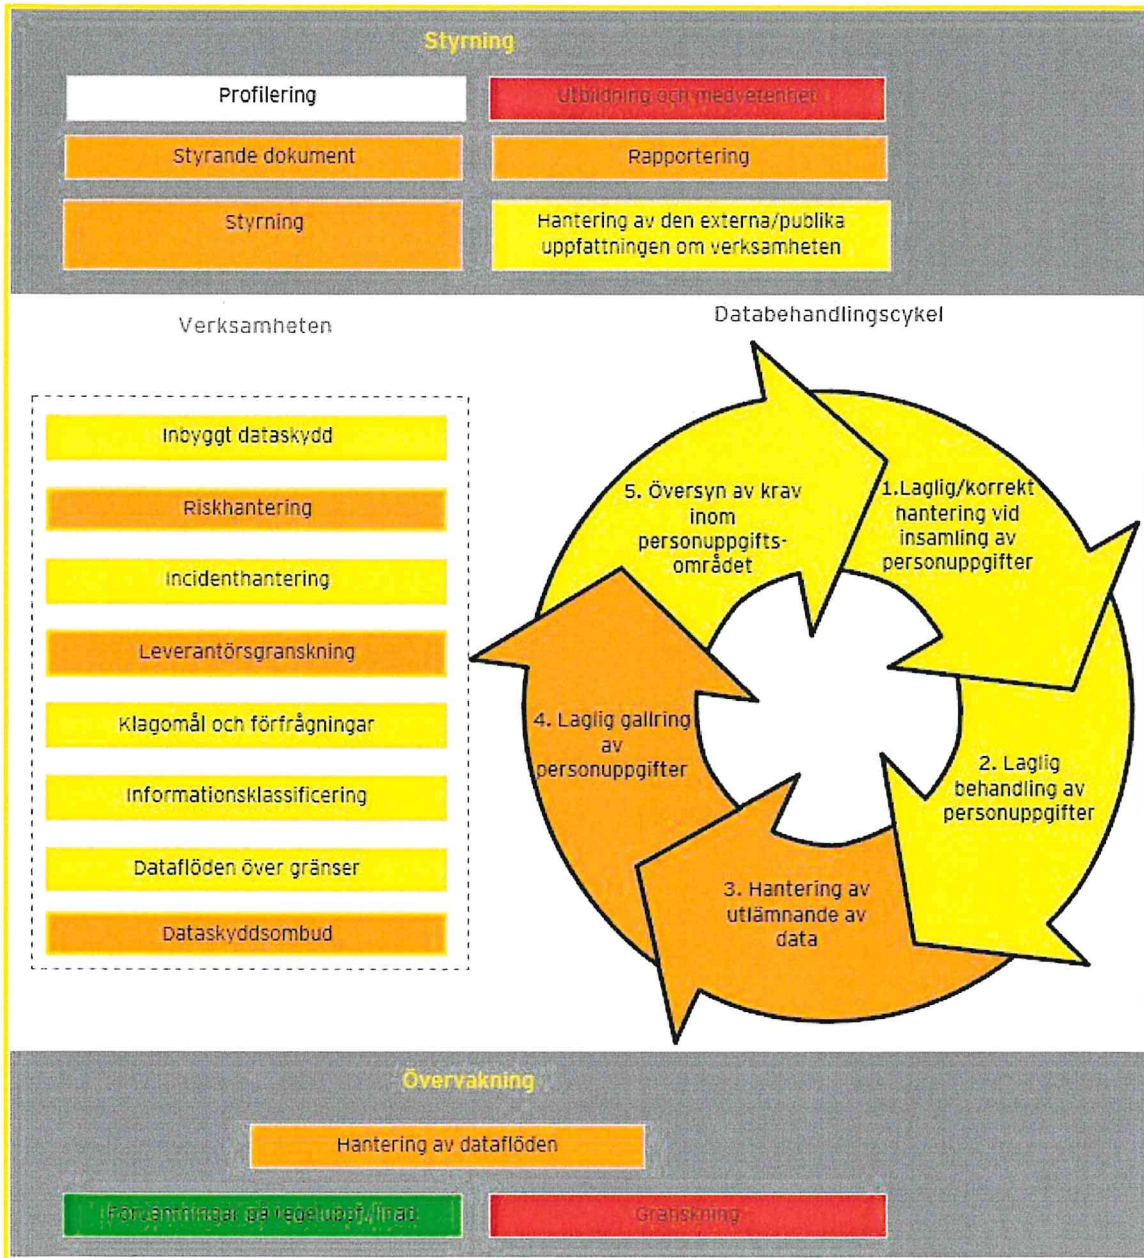 Styrning
Profilering
Utbildning och medvetenhet
Styrande dokument
Rapportering
Styrning
Hantering av den externa/publika
uppfattningen om verksamheten
Verksamheten
Inbyggt dataskydd
Riskhantering
Incidenthantering
Leverantörsgranskning
Klagomål och förfrågningar
Informationsklassificering
Dataflöden över gränser
Dataskyddsombud
Databehandlingscykel
1.Laglig/korrekt
hantering vid
insamling av
personuppgifter
2. Laglig
behandling av
personuppgifter
3. Hantering av
utlämnande av
data
4. Laglig gallring
av
personuppgifter
5. Översyn av krav
inom
personuppgifts-
området
Övervakning
Hantering av dataflöden
på
Granskning